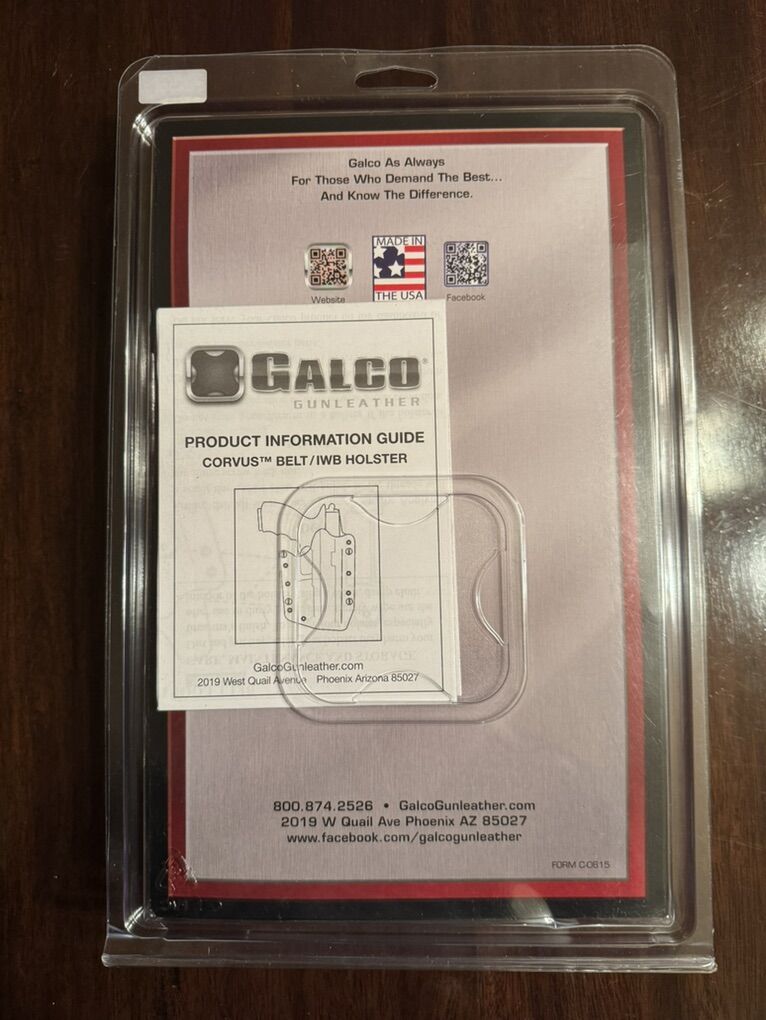 Galco As Always
For Those Who Demand The Best...
And Know The Difference.
MADE IN
THE USA
Website
Facebook
GALCO®
GUNLEATHER
PRODUCT INFORMATION GUIDE
CORVUS™ BELT/IWB HOLSTER
GalcoGunleather.com
2019 West Quail Avenue Phoenix Arizona 85027
800.874.2526 • GalcoGunleather.com
2019 W Quail Ave Phoenix AZ 85027
www.facebook.com/galcogunleather
FORM C-0615